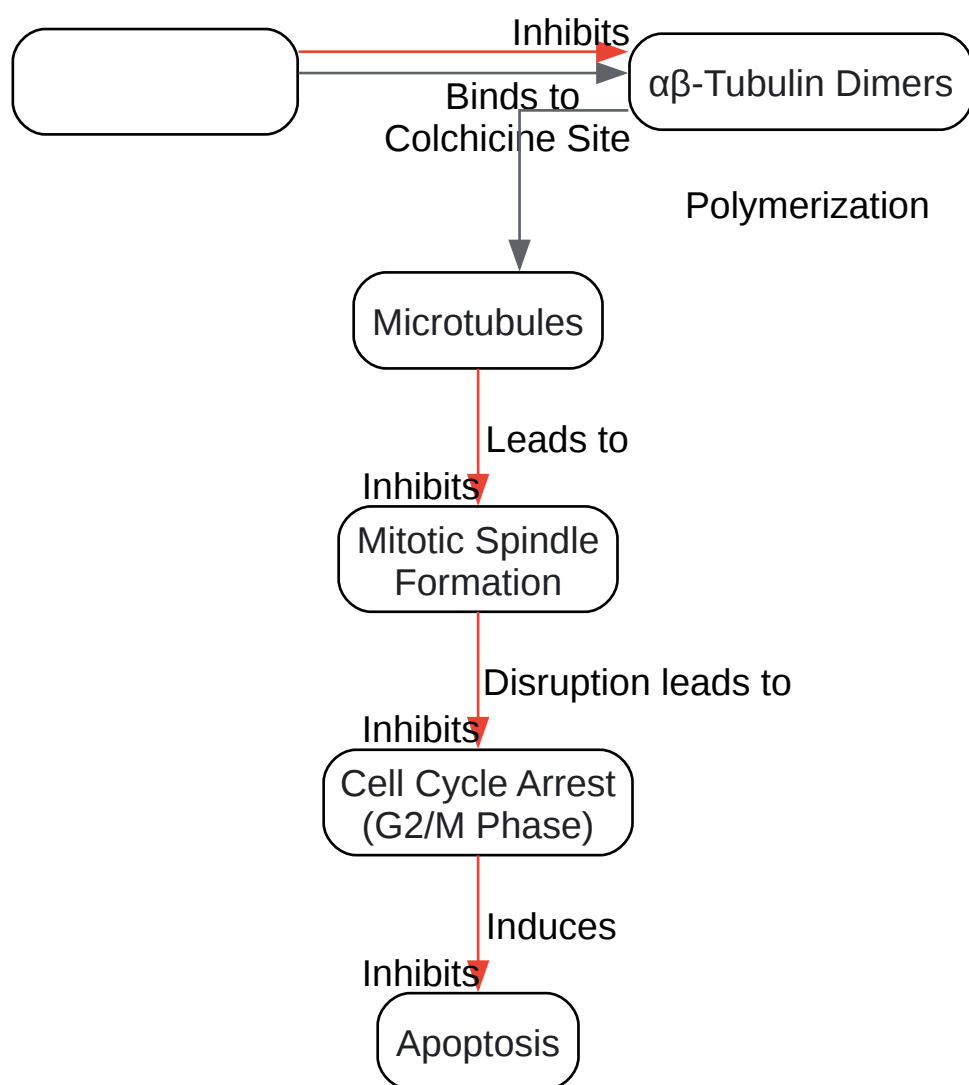 Inhibits
αβ-Tubulin Dimers
Binds to
Colchicine Site
Polymerization
Microtubules
Leads to
Inhibits
Mitotic Spindle
Formation
Disruption leads to
Inhibits
Cell Cycle Arrest
(G2/M Phase)
Induces
Inhibits
Apoptosis